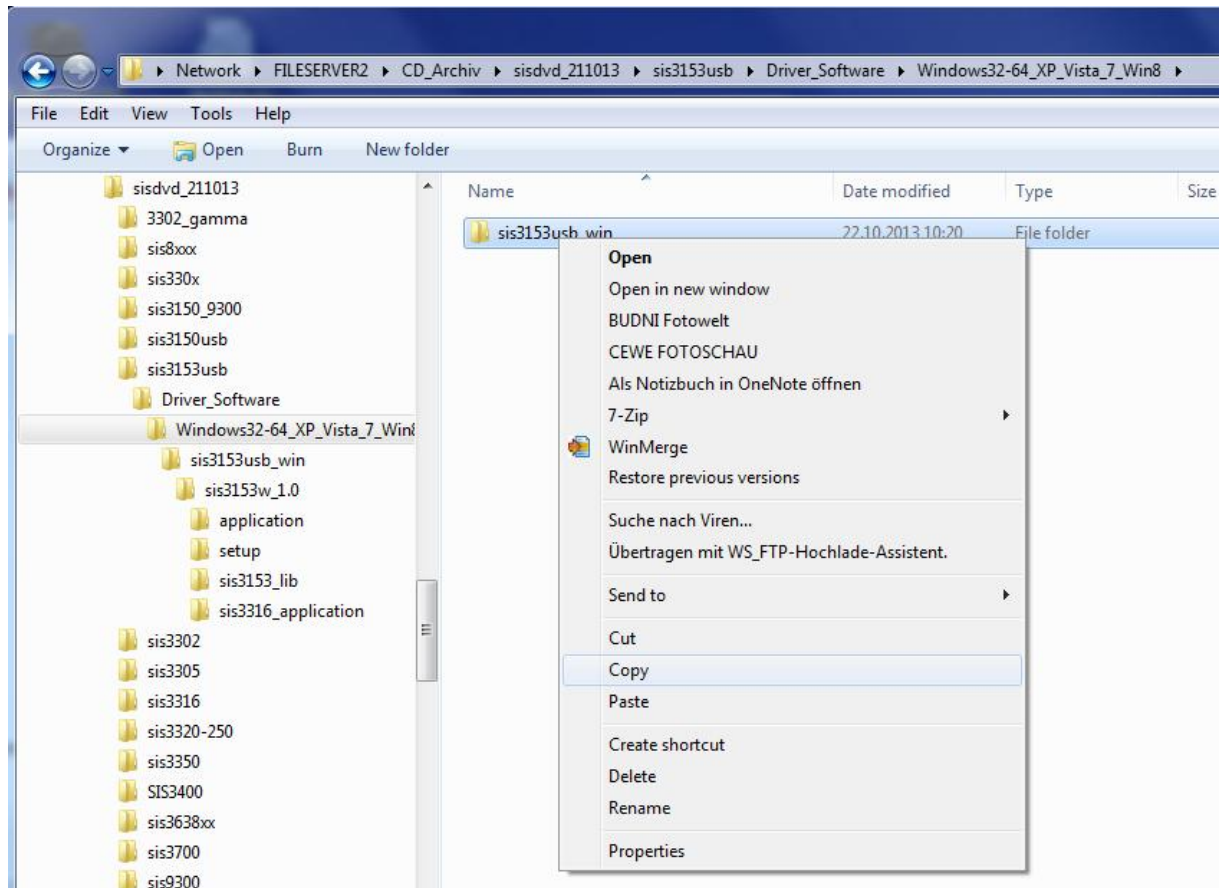 Network ▸ FILESERVER2 ▸ CD_Archiv ▸ sisdvd_211013 ▸ sis3153usb ▸ Driver_Software ▸ Windows32-64_XP_Vista_7_Win8 ▸
File Edit View Tools Help
Organize Open Burn New folder
sisdvd_211013
3302_gamma
sis8xxx
sis330x
sis3150_9300
sis3150usb
sis3153usb
Driver_Software
Windows32-64_XP_Vista_7_Win8
sis3153usb_win
sis3153w_1.0
application
setup
sis3153_lib
sis3316_application
sis3302
sis3305
sis3316
sis3320-250
sis3350
SIS3400
sis3638xx
sis3700
sis9300
Name Date modified Type Size
sis3153usb_win 22.10.2013 10:20 File folder
Open
Open in new window
BUDNI Fotowelt
CEWE FOTOSCHAU
Als Notizbuch in OneNote öffnen
7-Zip
WinMerge
Restore previous versions
Suche nach Viren...
Übertragen mit WS_FTP-Hochlade-Assistent.
Send to
Cut
Copy
Paste
Create shortcut
Delete
Rename
Properties